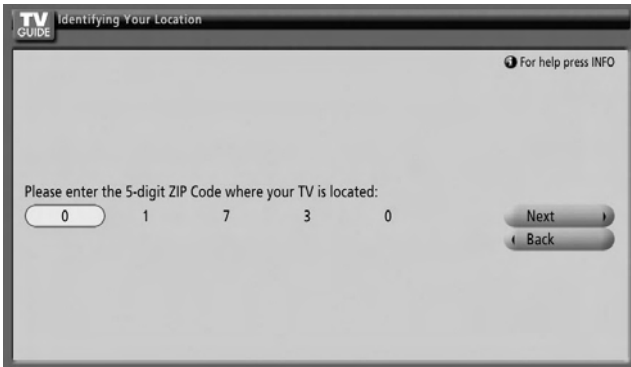 TV GUIDE Identifying Your Location
For help press INFO
Please enter the 5-digit ZIP Code where your TV is located:
0 1 7 3 0
Next
Back